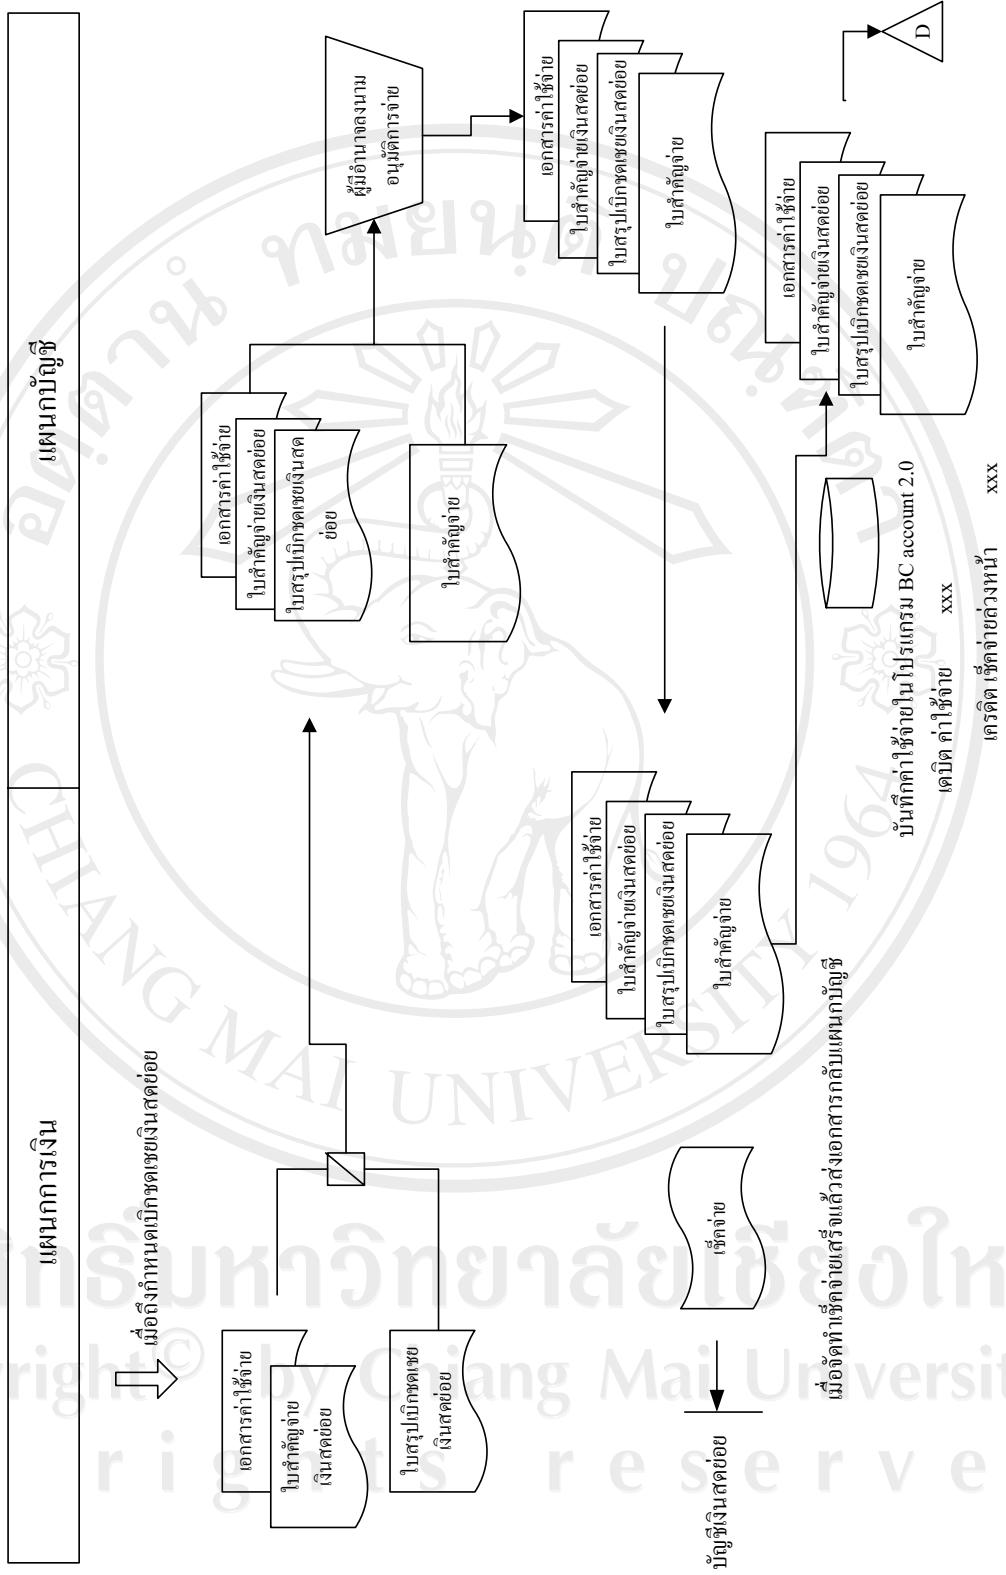 แผนกการเงิน
แผนกบัญชี
เมื่อถึงกำหนดเบิกชดเชยเงินสดย่อย
เอกสารค่าใช้จ่าย
ใบสำคัญจ่าย
เงินสดย่อย
ใบสรุปเบิกชดเชย
เงินสดย่อย
เอกสารค่าใช้จ่าย
ใบสำคัญจ่ายเงินสดย่อย
ใบสรุปเบิกชดเชยเงินสด
ย่อย
ใบสำคัญจ่าย
ผู้มีอำนาจลงนาม
อนุมัติการจ่าย
เอกสารค่าใช้จ่าย
ใบสำคัญจ่ายเงินสดย่อย
ใบสรุปเบิกชดเชยเงินสดย่อย
ใบสำคัญจ่าย
เอกสารค่าใช้จ่าย
ใบสำคัญจ่ายเงินสดย่อย
ใบสรุปเบิกชดเชยเงินสดย่อย
ใบสำคัญจ่าย
เช็คจ่าย
บัญชีเงินสดย่อย
เมื่อจัดทำเช็คจ่ายเสร็จแล้วส่งเอกสารกลับแผนกบัญชี
เอกสารค่าใช้จ่าย
ใบสำคัญจ่ายเงินสดย่อย
ใบสรุปเบิกชดเชยเงินสดย่อย
ใบสำคัญจ่าย
D
บันทึกค่าใช้จ่ายในโปรแกรม BC account 2.0
เดบิต ค่าใช้จ่าย xxx
เครดิต เช็คจ่ายล่วงหน้า xxx
CHIANG MAI UNIVERSITY 1964
by Chiang Mai Universit